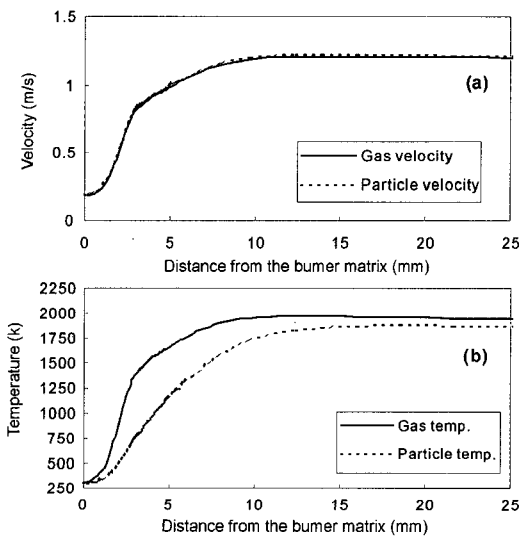 1.5
1
0.5
0
Velocity (m/s)
(a)
Gas velocity
Particle velocity
0 5 10 15 20 25
Distance from the bumer matrix (mm)
2250
2000
1750
1500
1250
1000
750
500
250
Temperature (k)
(b)
Gas temp.
Particle temp.
0 5 10 15 20 25
Distance from the bumer matrix (mm)